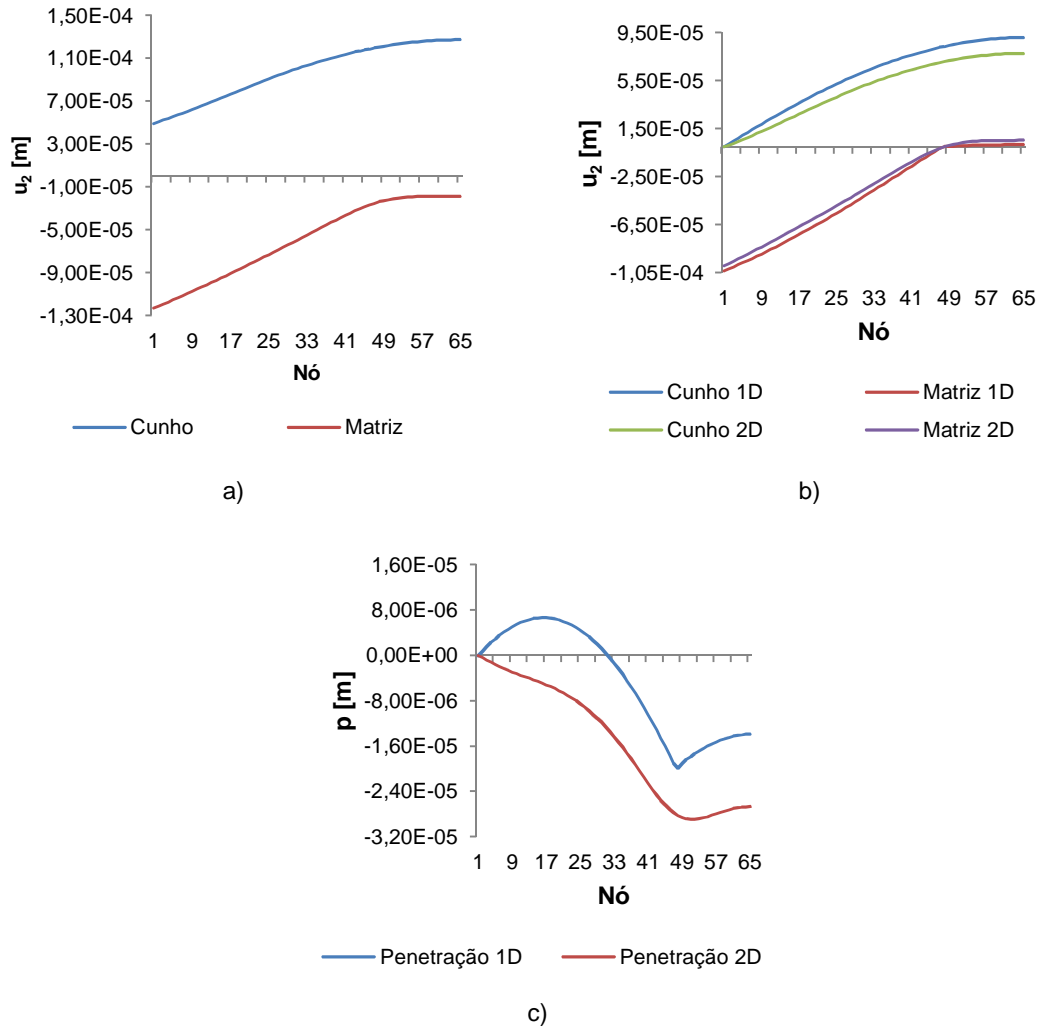 1,50E-04
1,10E-04
7,00E-05
3,00E-05
-1,00E-05
-5,00E-05
-9,00E-05
-1,30E-04
u2 [m]
1 9 17 25 33 41 49 57 65
Nó
Cunho Matriz
a)
9,50E-05
5,50E-05
1,50E-05
-2,50E-05
-6,50E-05
-1,05E-04
u2 [m]
1 9 17 25 33 41 49 57 65
Nó
Cunho 1D Matriz 1D
Cunho 2D Matriz 2D
b)
1,60E-05
8,00E-06
0,00E+00
-8,00E-06
-1,60E-05
-2,40E-05
-3,20E-05
p [m]
1 9 17 25 33 41 49 57 65
Nó
Penetração 1D Penetração 2D
c)